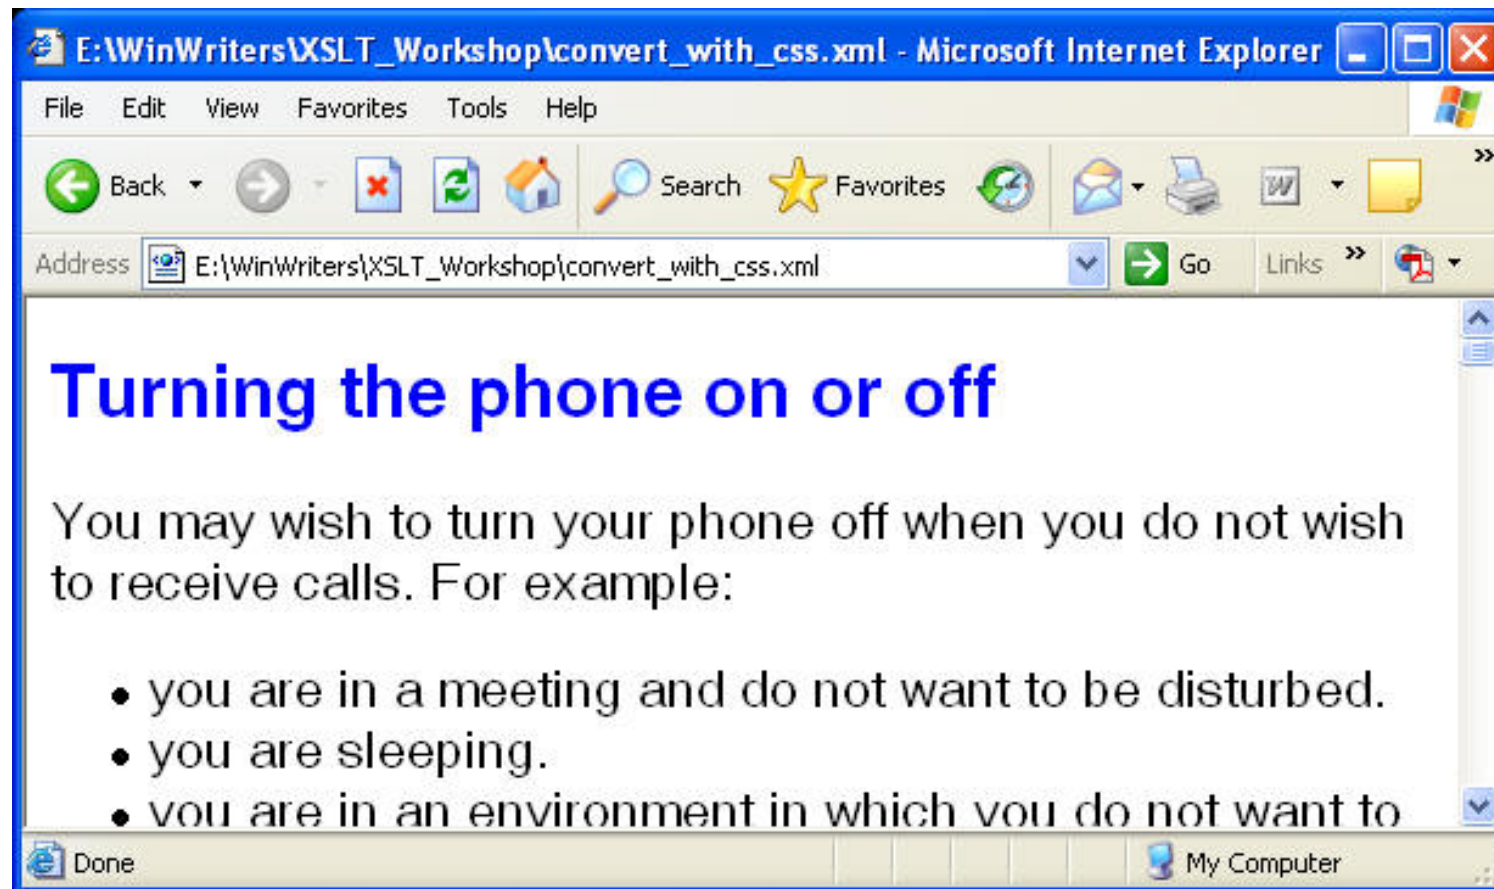 E:\WinWriters\XSLT_Workshop\convert_with_css.xml - Microsoft Internet Explorer
File Edit View Favorites Tools Help
Back Search Favorites W »
Address E:\WinWriters\XSLT_Workshop\convert_with_css.xml Go Links »
Turning the phone on or off
You may wish to turn your phone off when you do not wish
to receive calls. For example:
• you are in a meeting and do not want to be disturbed.
• you are sleeping.
• you are in an environment in which you do not want to
Done My Computer